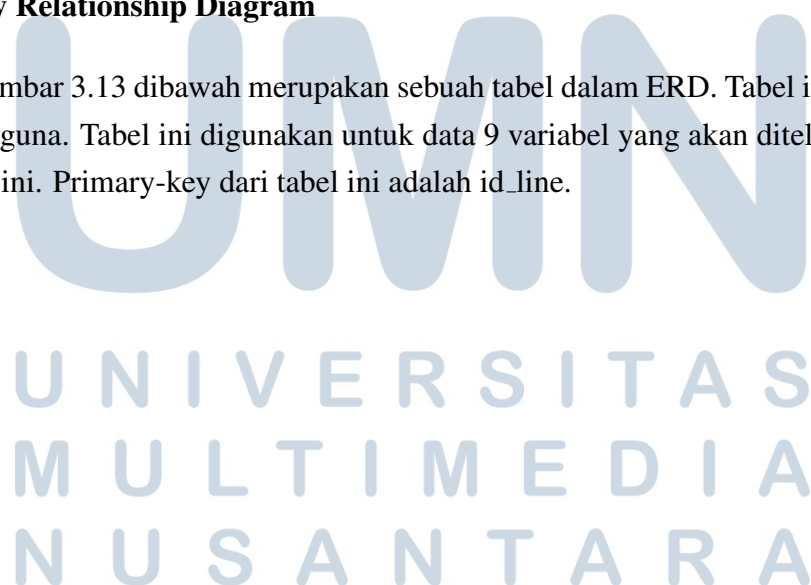 Relationship Diagram
mbar 3.13 dibawah merupakan sebuah tabel dalam ERD. Tabel i
guna. Tabel ini digunakan untuk data 9 variabel yang akan ditel
ini. Primary-key dari tabel ini adalah id_line.
UMN
UNIVERSITAS
MULTIMEDIA
NUSANTARA